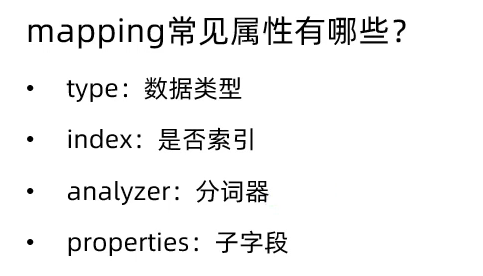 mapping常见属性有哪些？
• type：数据类型
• index：是否索引
• analyzer：分词器
• properties：子字段